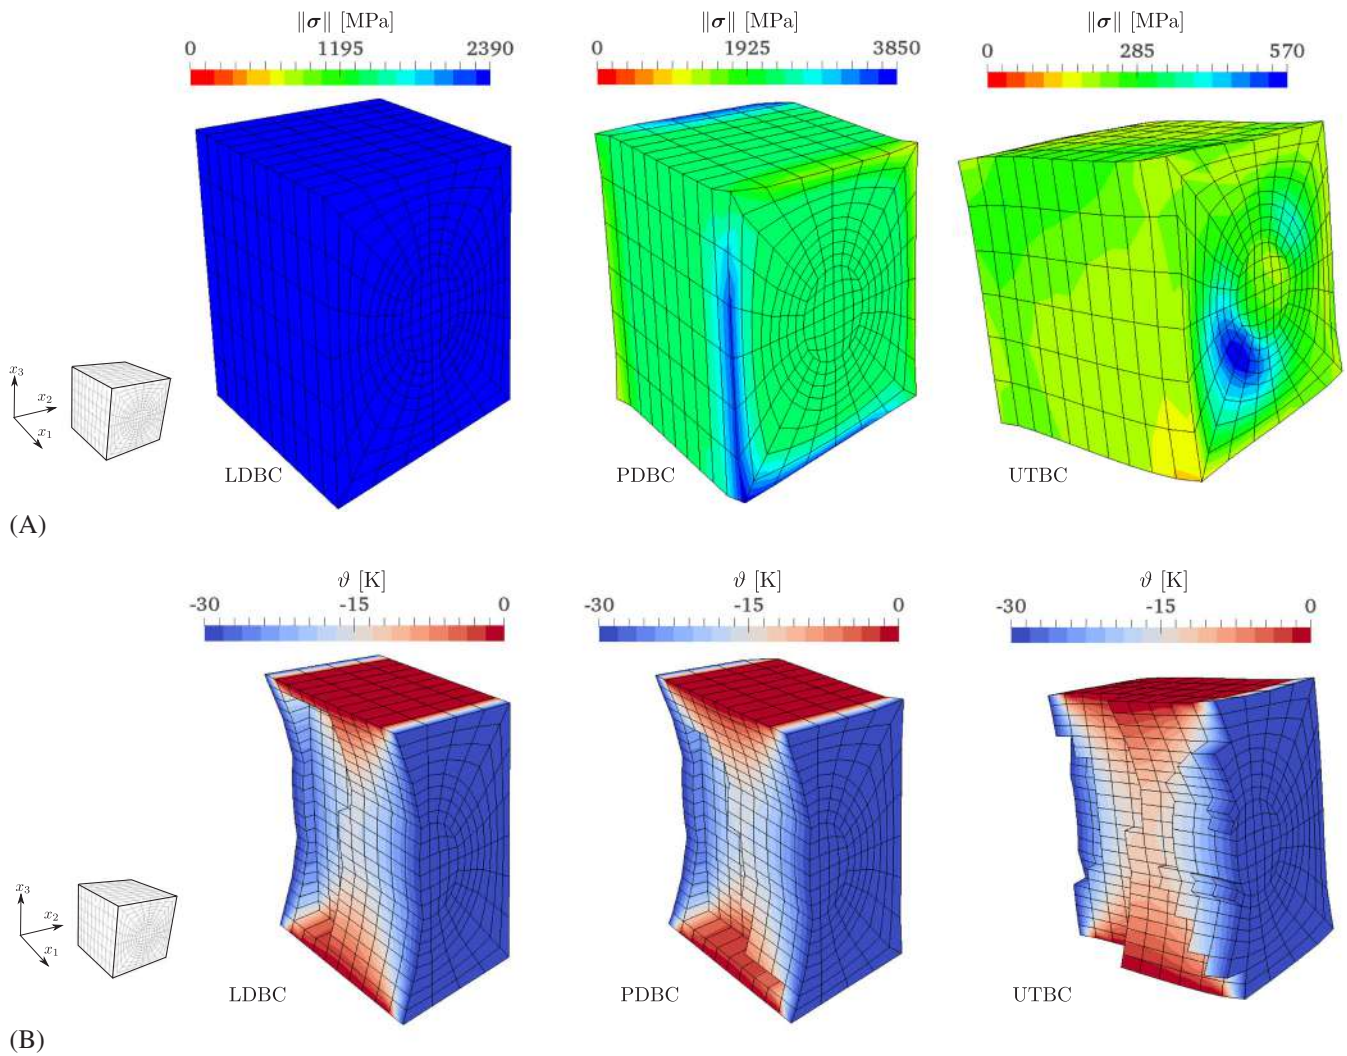 ‖σ‖ [MPa]
0 1195 2390
‖σ‖ [MPa]
0 1925 3850
‖σ‖ [MPa]
0 285 570
x3
x2
x1
LDBC
PDBC
UTBC
(A)
ϑ [K]
-30 -15 0
ϑ [K]
-30 -15 0
ϑ [K]
-30 -15 0
x3
x2
x1
LDBC
PDBC
UTBC
(B)